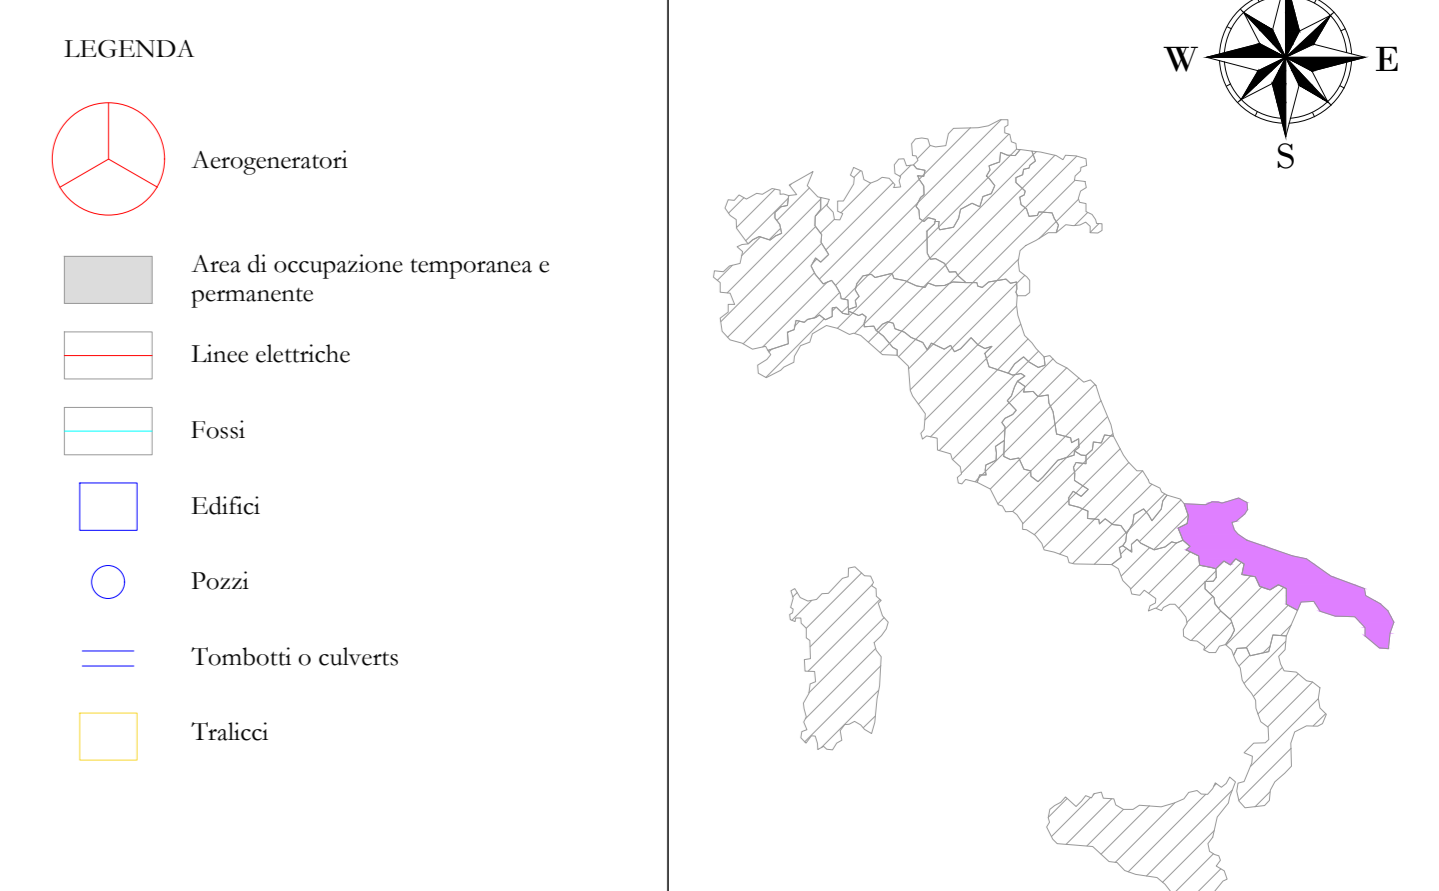 LEGENDA
Aerogeneratori
Area di occupazione temporanea e
permanente
Linee elettriche
Fossi
Edifici
Pozzi
Tombotti o culverts
Tralicci
W
E
S